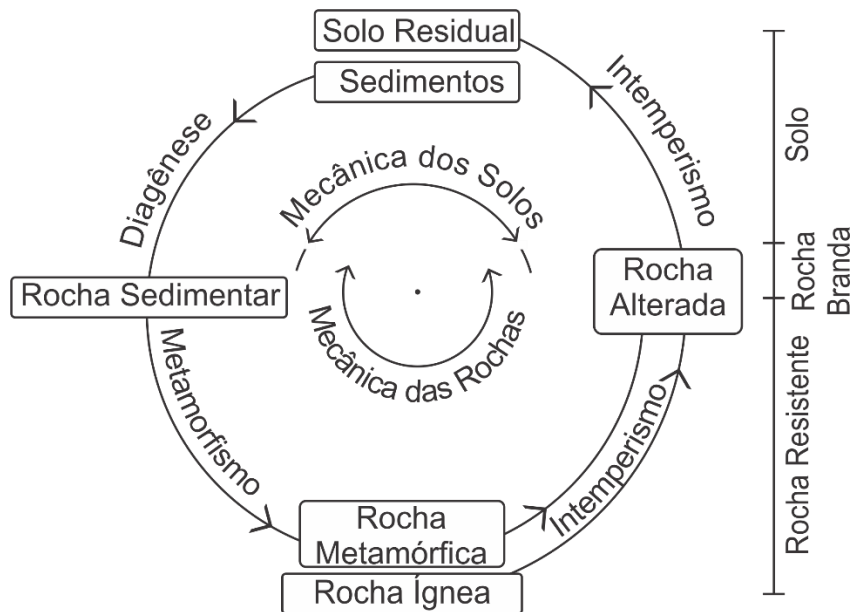 Solo Residual
Sedimentos
Intemperismo
Solo
Diagênese
Mecânica dos Solos
Rocha Sedimentar
Rocha
Alterada
Rocha
Branda
Mecânica das Rochas
Metamorfismo
Intemperismo
Rocha Resistente
Rocha
Metamórfica
Rocha Ígnea